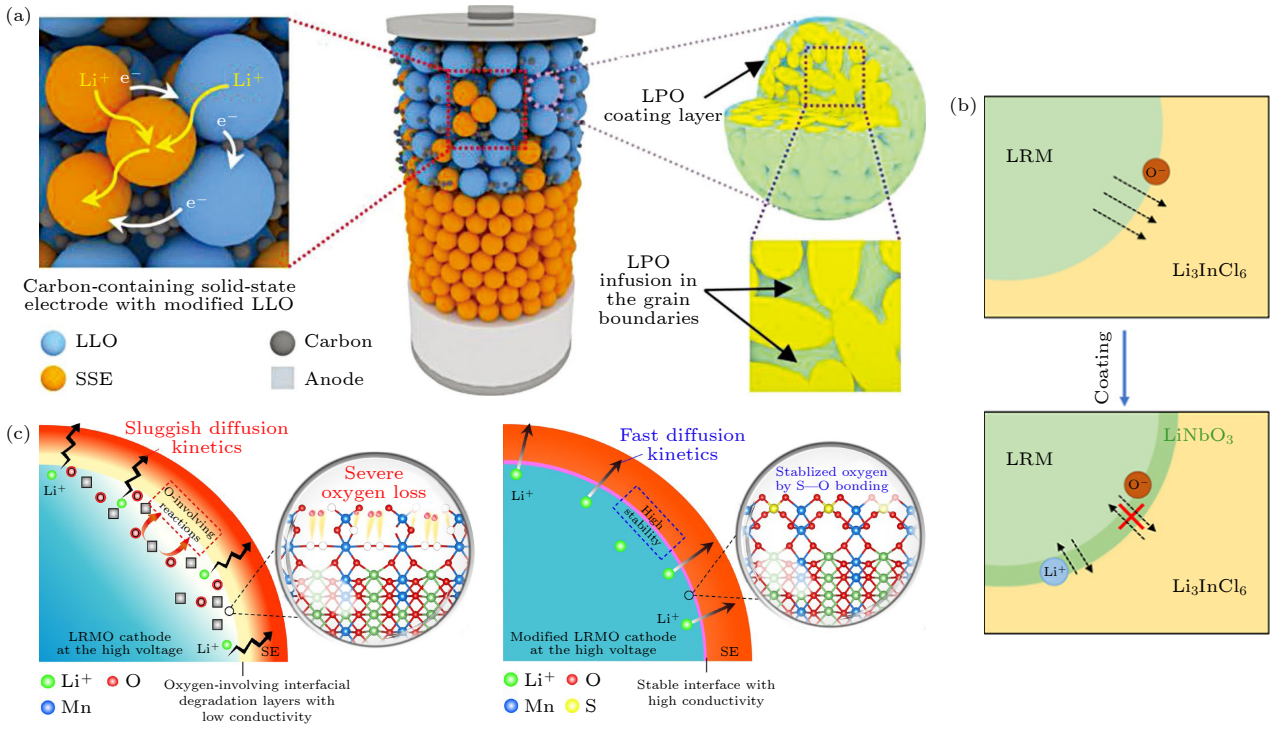 (a)
Li⁺
e⁻
Li⁺
e⁻
e⁻
Carbon-containing solid-state
electrode with modified LLO
LLO
Carbon
SSE
Anode
LPO
coating layer
LPO
infusion in
the grain
boundaries
(b)
LRM
O⁻
Li₃InCl₆
Coating
LiNbO₃
LRM
O⁻
Li⁺
Li₃InCl₆
(c)
Sluggish diffusion
kinetics
Li⁺
O
O
O
O-involving
reactions
O
O
O
O
O
Li⁺
Severe
oxygen loss
LRMO cathode
at the high voltage
SE
Li⁺
O
Mn
Oxygen-involving interfacial
degradation layers with
low conductivity
Fast diffusion
kinetics
Li⁺
High
stability
Li⁺
Stablized oxygen
by S—O bonding
Modified LRMO cathode
at the high voltage
SE
Li⁺
O
Mn
S
Stable interface with
high conductivity